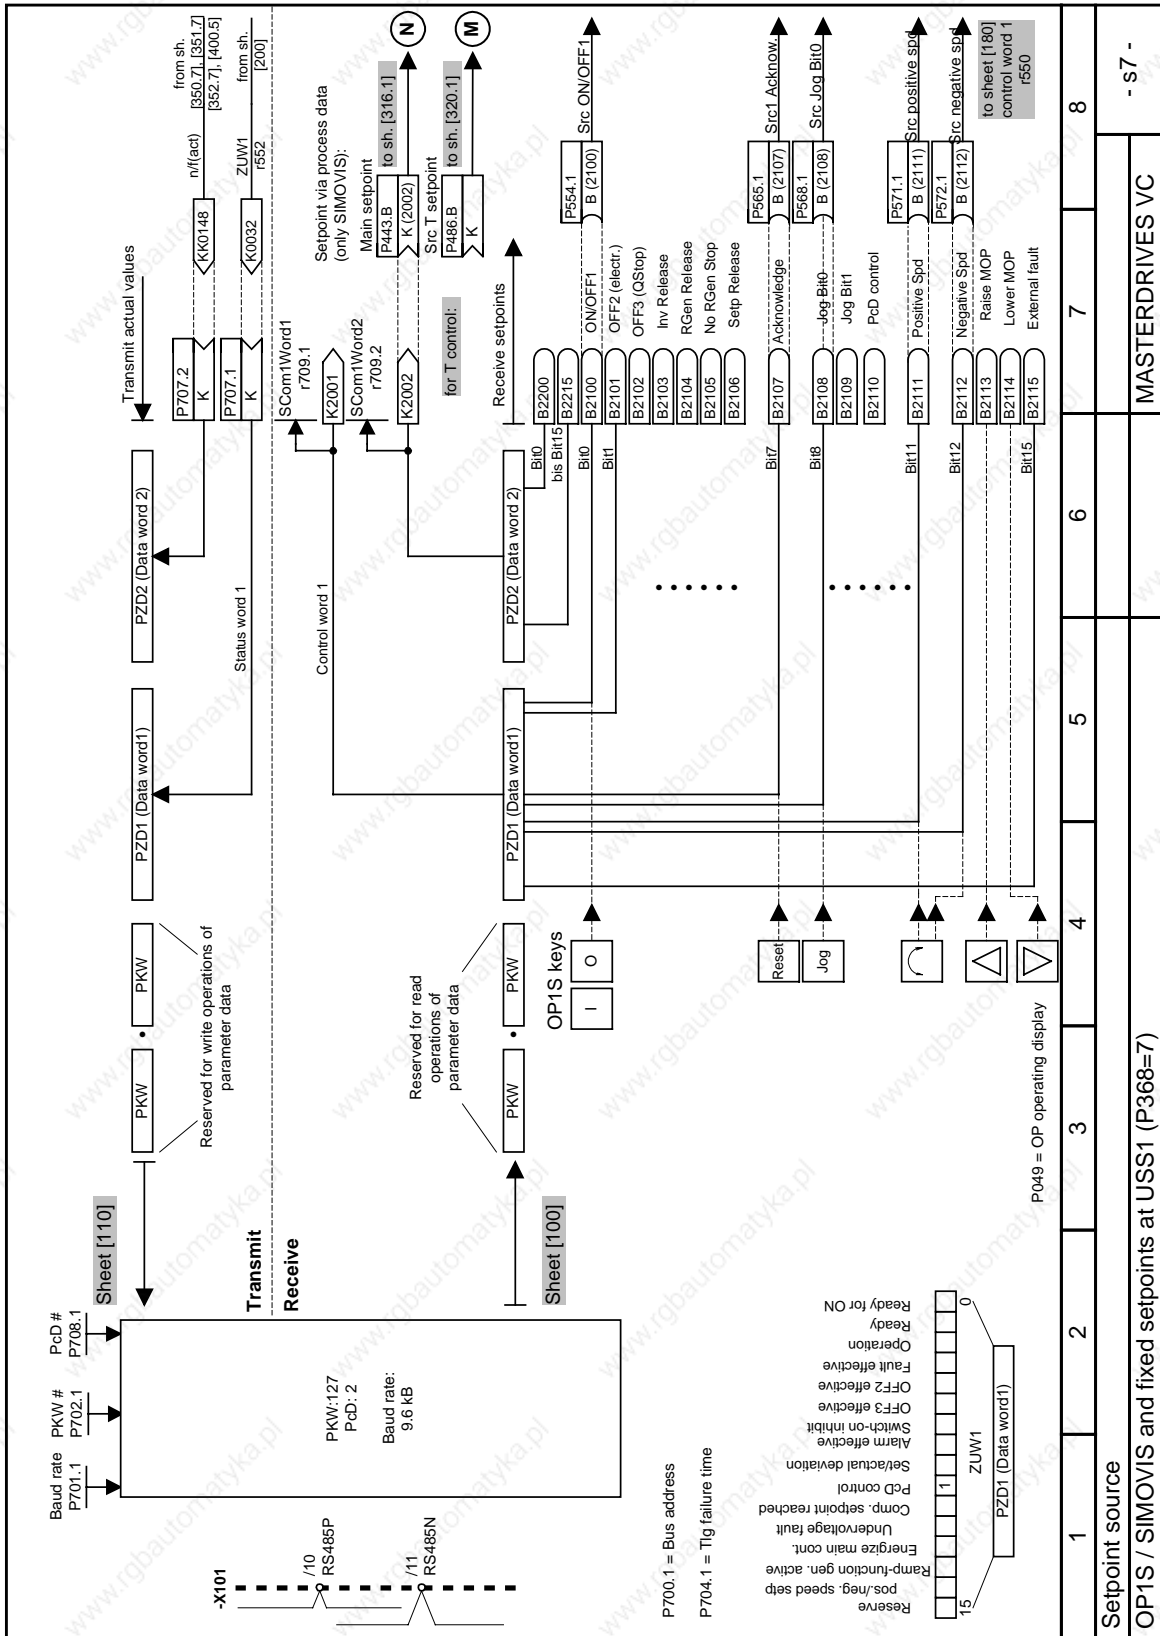 Baud rate
P701.1
PKW #
P702.1
PcD #
P708.1
PKW:127
PcD: 2
Baud rate:
9.6 kB
-X101
/10
RS485P
/11
RS485N
P700.1 = Bus address
P704.1 = Tlg failure time
Reserve
pos./neg. speed setp
Ramp-function gen. active
Energize main cont.
Undervoltage fault
Comp. setpoint reached
PcD control
Set/actual deviation
Alarm effective
Switch-on inhibit
OFF3 effective
OFF2 effective
Fault effective
Operation
Ready
Ready for ON
1
15
0
ZUW1
PZD1 (Data word1)
Sheet [110]
Transmit
Receive
Sheet [100]
PKW
PKW
PZD1 (Data word1)
PZD2 (Data word 2)
Reserved for write operations of
parameter data
Status word 1
Transmit actual values
P707.2
K
KK0148
n/f(act)
from sh.
[350.7], [351.7]
[352.7], [400.5]
P707.1
K
K0032
ZUW1
r552
from sh.
[200]
Control word 1
SCom1Word1
r709.1
K2001
SCom1Word2
r709.2
K2002
Setpoint via process data
(only SIMOVIS):
Main setpoint
P443.B
K (2002)
to sh. [316.1]
N
Src T setpoint
P486.B
K
to sh. [320.1]
M
for T control:
Receive setpoints
Reserved for read
operations of
parameter data
PKW
PKW
PZD1 (Data word1)
PZD2 (Data word 2)
OP1S keys
I
O
Reset
Jog
P049 = OP operating display
Bit0
B2200
bis Bit15
B2215
Bit0
B2100
ON/OFF1
P554.1
B (2100)
Src ON/OFF1
Bit1
B2101
OFF2 (electr.)
B2102
OFF3 (QStop)
B2103
Inv Release
B2104
RGen Release
B2105
No RGen Stop
B2106
Setp Release
Bit7
B2107
Acknowledge
P565.1
B (2107)
Src1 Acknow.
Bit8
B2108
Jog Bit0
P568.1
B (2108)
Src Jog Bit0
B2109
Jog Bit1
B2110
PcD control
Bit11
B2111
Positive Spd
P571.1
B (2111)
Src positive spd
Bit12
B2112
Negative Spd
P572.1
B (2112)
Src negative spd
B2113
Raise MOP
B2114
Lower MOP
Bit15
B2115
External fault
to sheet [180]
control word 1
r550
1
2
3
4
5
6
7
8
Setpoint source
OP1S / SIMOVIS and fixed setpoints at USS1 (P368=7)
MASTERDRIVES VC
- s7 -
www.rgbautomatyka.pl